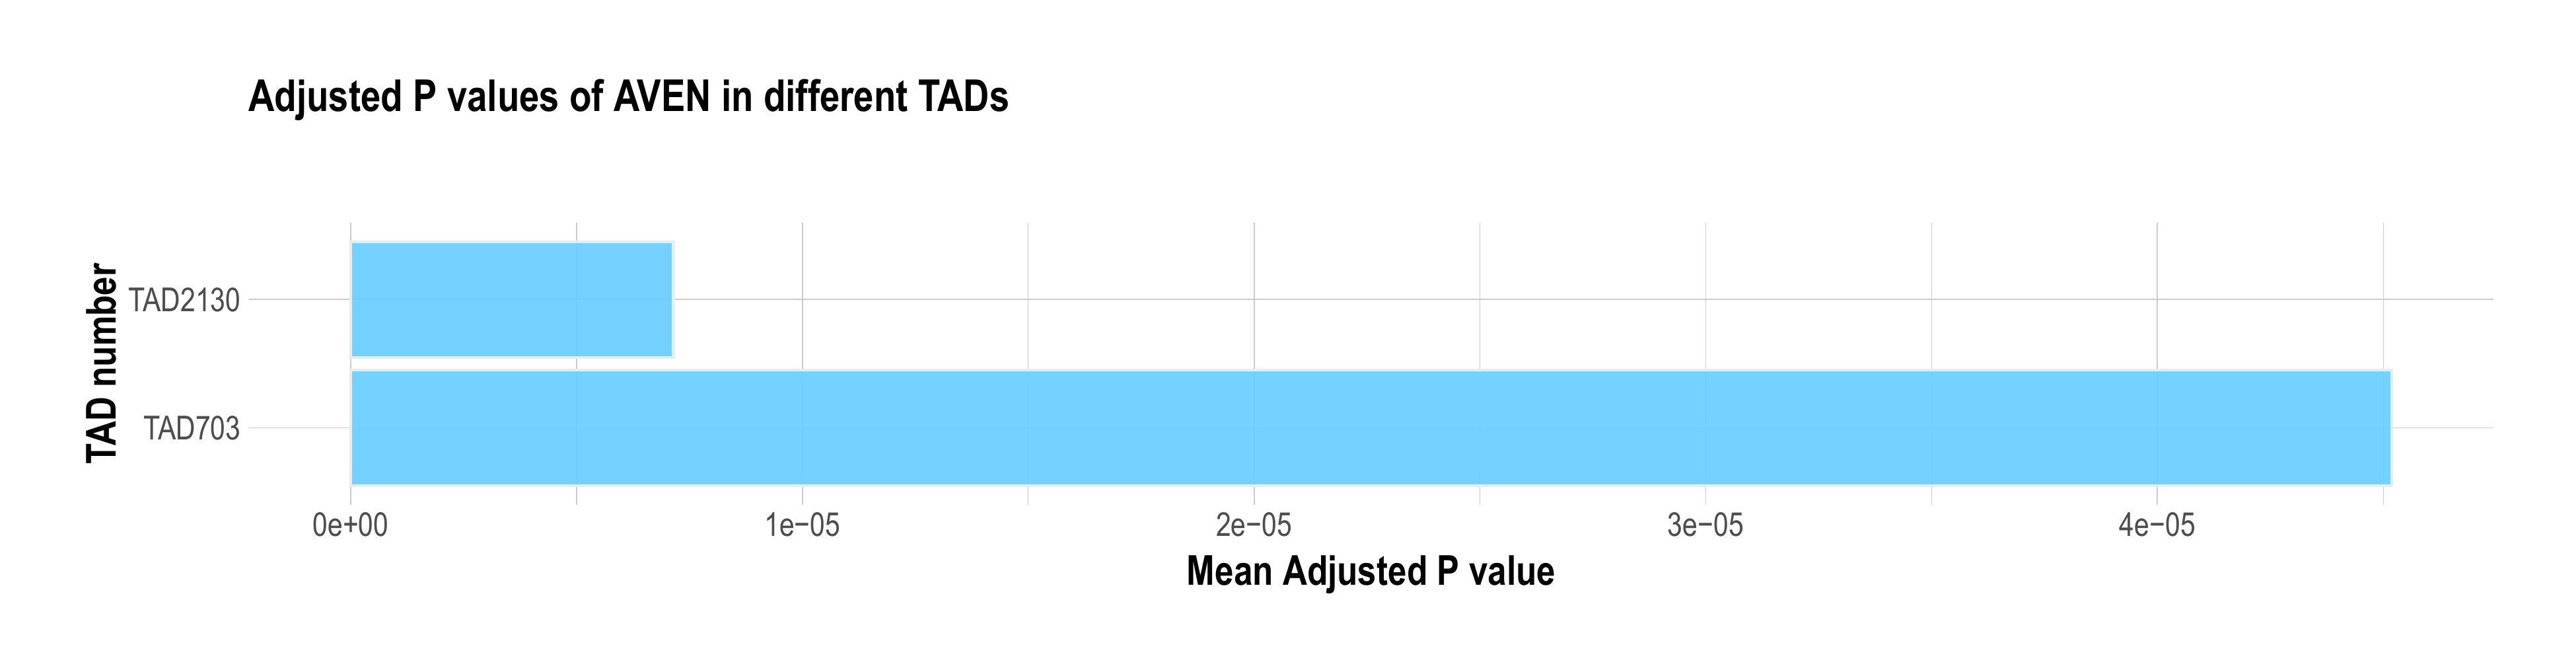 Adjusted P values of AVEN in different TADs
TAD number
TAD2130
TAD703
0e+00 1e−05 2e−05 3e−05 4e−05
Mean Adjusted P value